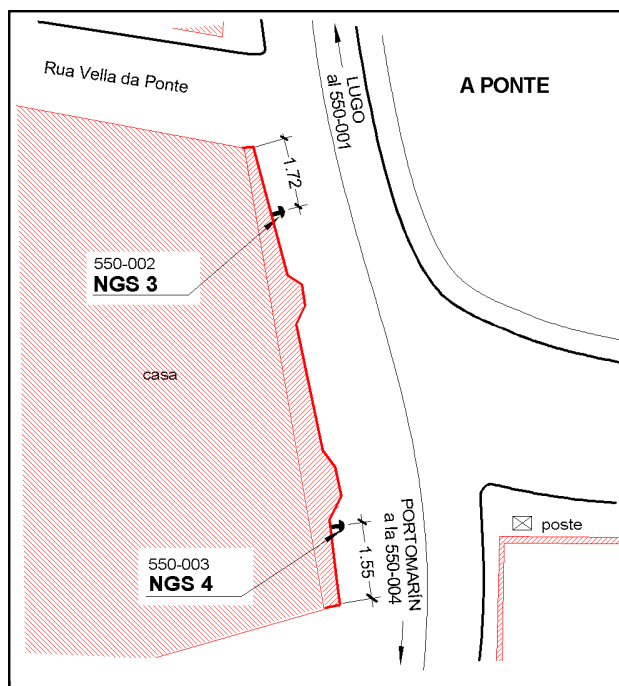 Rua Vella da Ponte
LUGO
al 550-001
A PONTE
1.72
550-002
NGS 3
casa
PORTOMARÍN
a la 550-004
poste
550-003
NGS 4
1.55